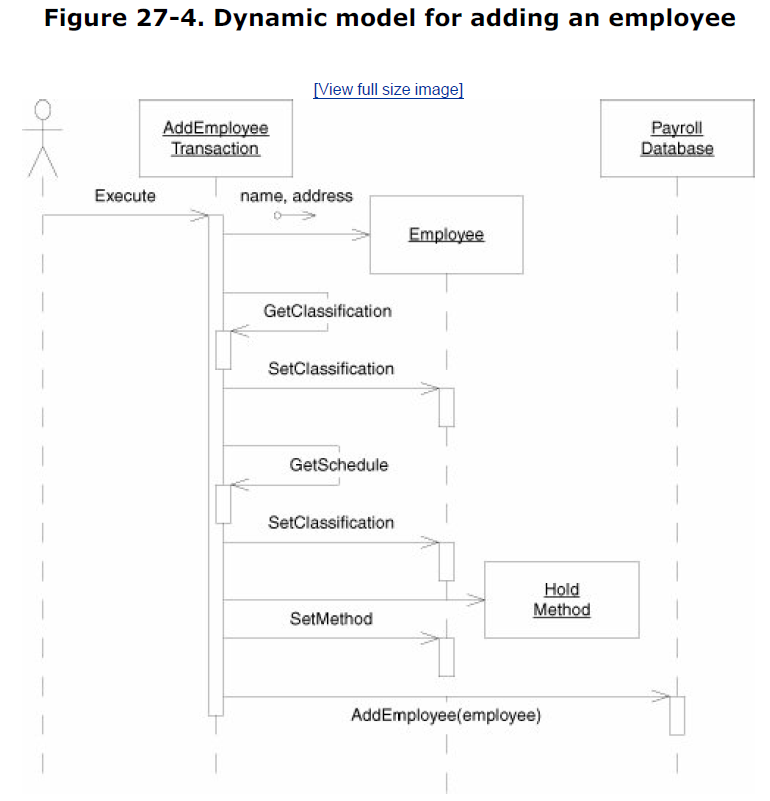 Figure 27-4. Dynamic model for adding an employee
[View full size image]
AddEmployee
Transaction
Payroll
Database
Execute
name, address
Employee
GetClassification
SetClassification
GetSchedule
SetClassification
Hold
Method
SetMethod
AddEmployee(employee)